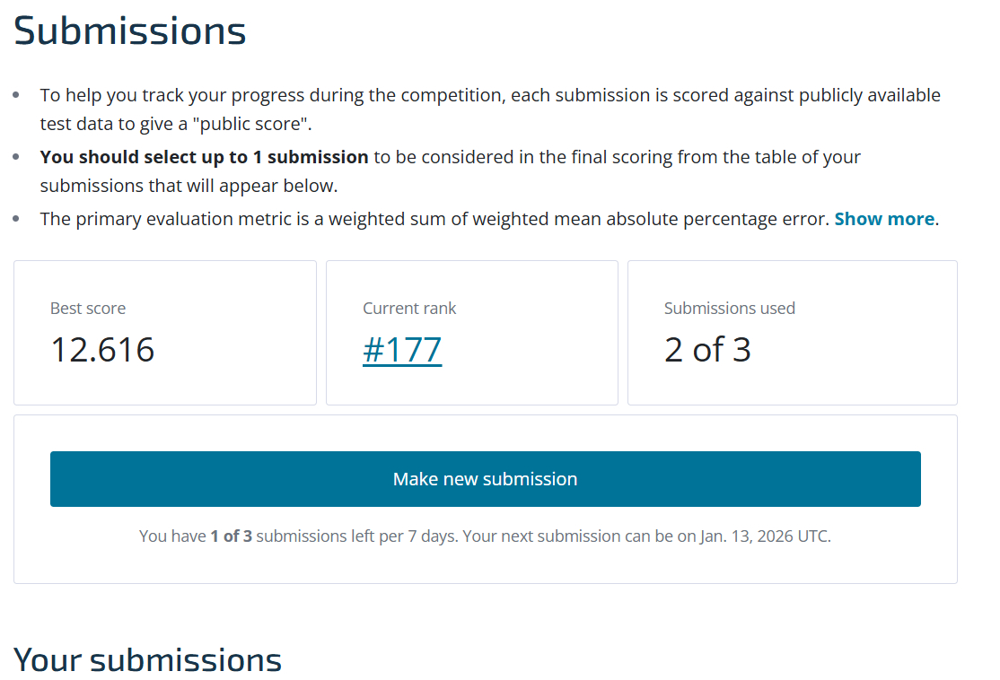 Submissions
To help you track your progress during the competition, each submission is scored against publicly available
test data to give a "public score".
You should select up to 1 submission to be considered in the final scoring from the table of your
submissions that will appear below.
The primary evaluation metric is a weighted sum of weighted mean absolute percentage error. Show more.
Best score
12.616
Current rank
#177
Submissions used
2 of 3
Make new submission
You have 1 of 3 submissions left per 7 days. Your next submission can be on Jan. 13, 2026 UTC.
Your submissions